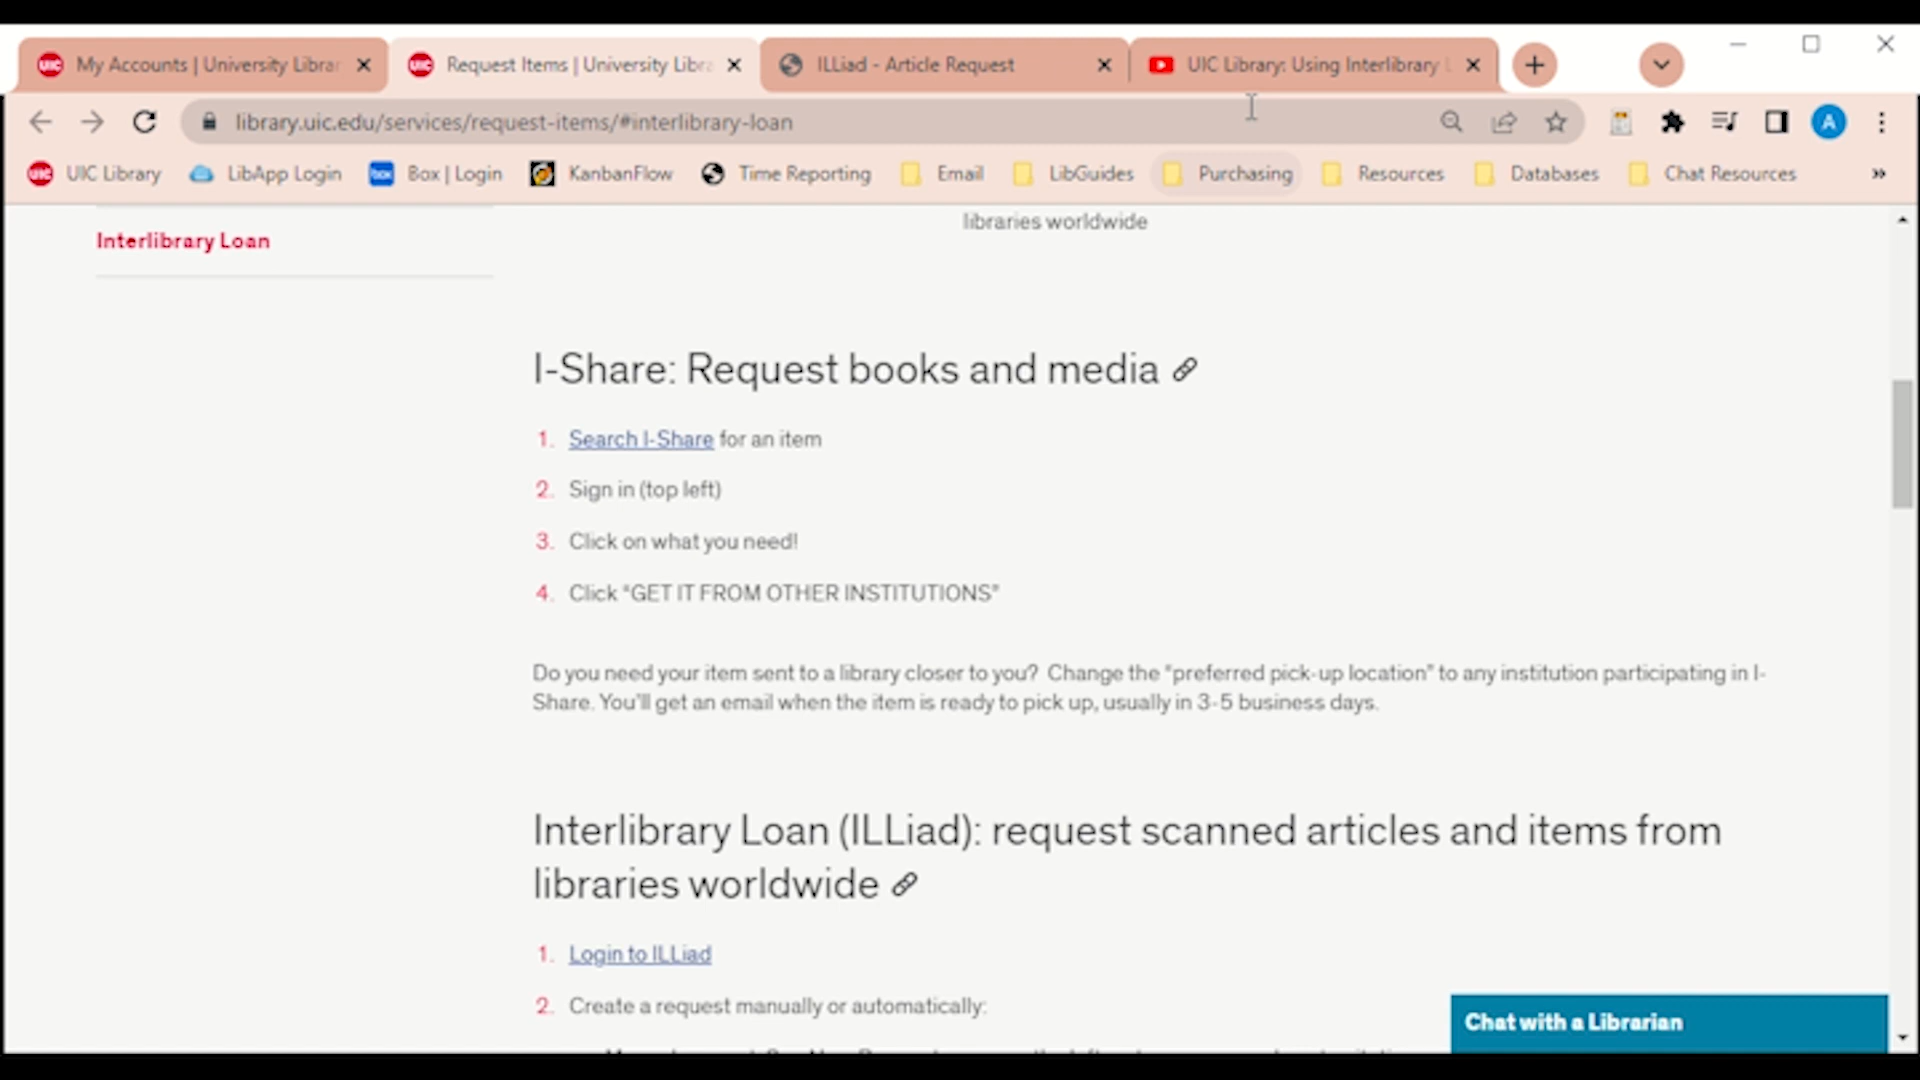 My Accounts | University Librar
Request Items | University Libra
ILLiad - Article Request
UIC Library: Using Interlibrary L
library.uic.edu/services/request-items/#interlibrary-loan
A
UIC Library
LibApp Login
Box | Login
KanbanFlow
Time Reporting
Email
LibGuides
Purchasing
Resources
Databases
Chat Resources
libraries worldwide
Interlibrary Loan
I-Share: Request books and media
1. Search I-Share for an item
2. Sign in (top left)
3. Click on what you need!
4. Click "GET IT FROM OTHER INSTITUTIONS"
Do you need your item sent to a library closer to you? Change the "preferred pick-up location" to any institution participating in I-
Share. You'll get an email when the item is ready to pick up, usually in 3-5 business days.
Interlibrary Loan (ILLiad): request scanned articles and items from
libraries worldwide
1. Login to ILLiad
2. Create a request manually or automatically:
Chat with a Librarian